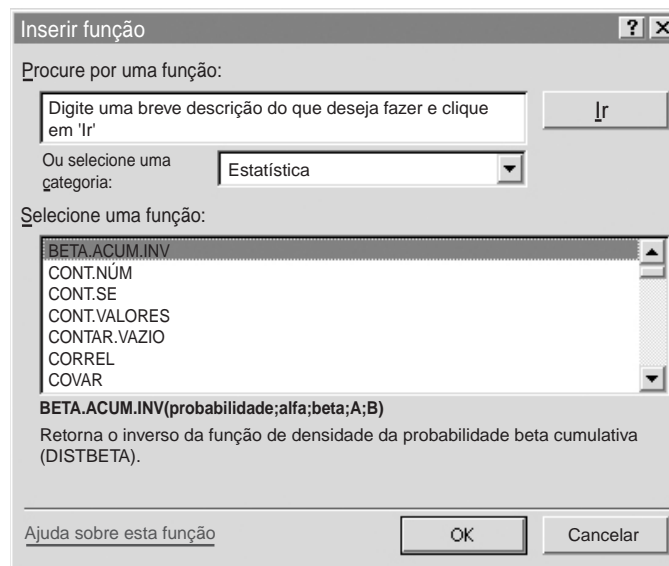 Inserir função
Procure por uma função:
Digite uma breve descrição do que deseja fazer e clique
em 'Ir'
Ir
Ou selecione uma
categoria:
Estatística
Selecione uma função:
BETA.ACUM.INV
CONT.NÚM
CONT.SE
CONT.VALORES
CONTAR.VAZIO
CORREL
COVAR
BETA.ACUM.INV(probabilidade;alfa;beta;A;B)
Retorna o inverso da função de densidade da probabilidade beta cumulativa
(DISTBETA).
Ajuda sobre esta função
OK
Cancelar